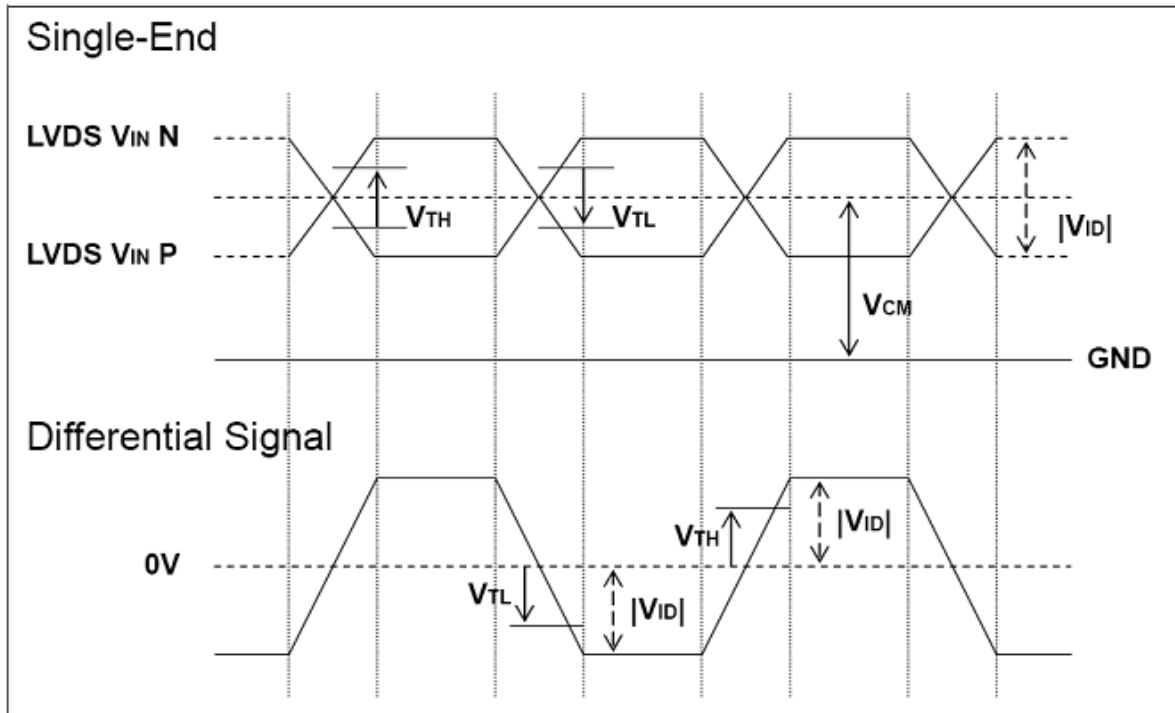 Single-End
LVDS VIN N
VTH
VTL
|VID|
LVDS VIN P
VCM
GND
Differential Signal
VTH
|VID|
0V
VTL
|VID|